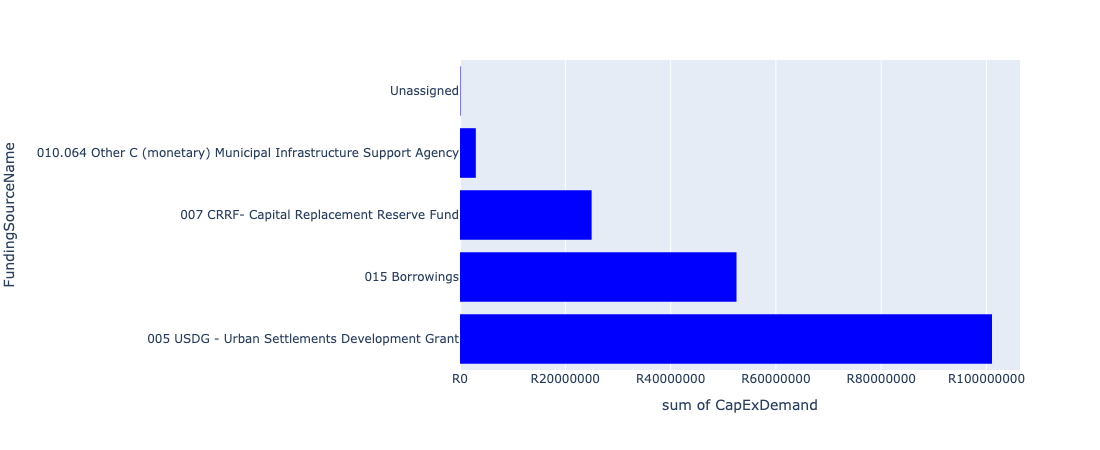 Unassigned
010.064 Other C (monetary) Municipal Infrastructure Support Agency
007 CRRF- Capital Replacement Reserve Fund
015 Borrowings
005 USDG - Urban Settlements Development Grant
FundingSourceName
R0 R20000000 R40000000 R60000000 R80000000 R100000000
sum of CapExDemand